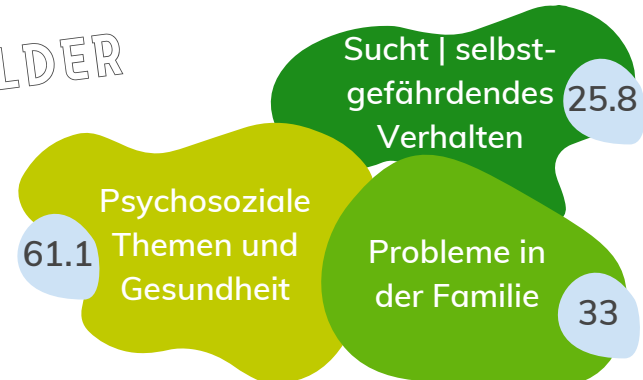 LDER
Sucht | selbst-
gefährdendes
Verhalten
25.8
Psychosoziale
Themen und
Gesundheit
61.1
Probleme in
der Familie
33